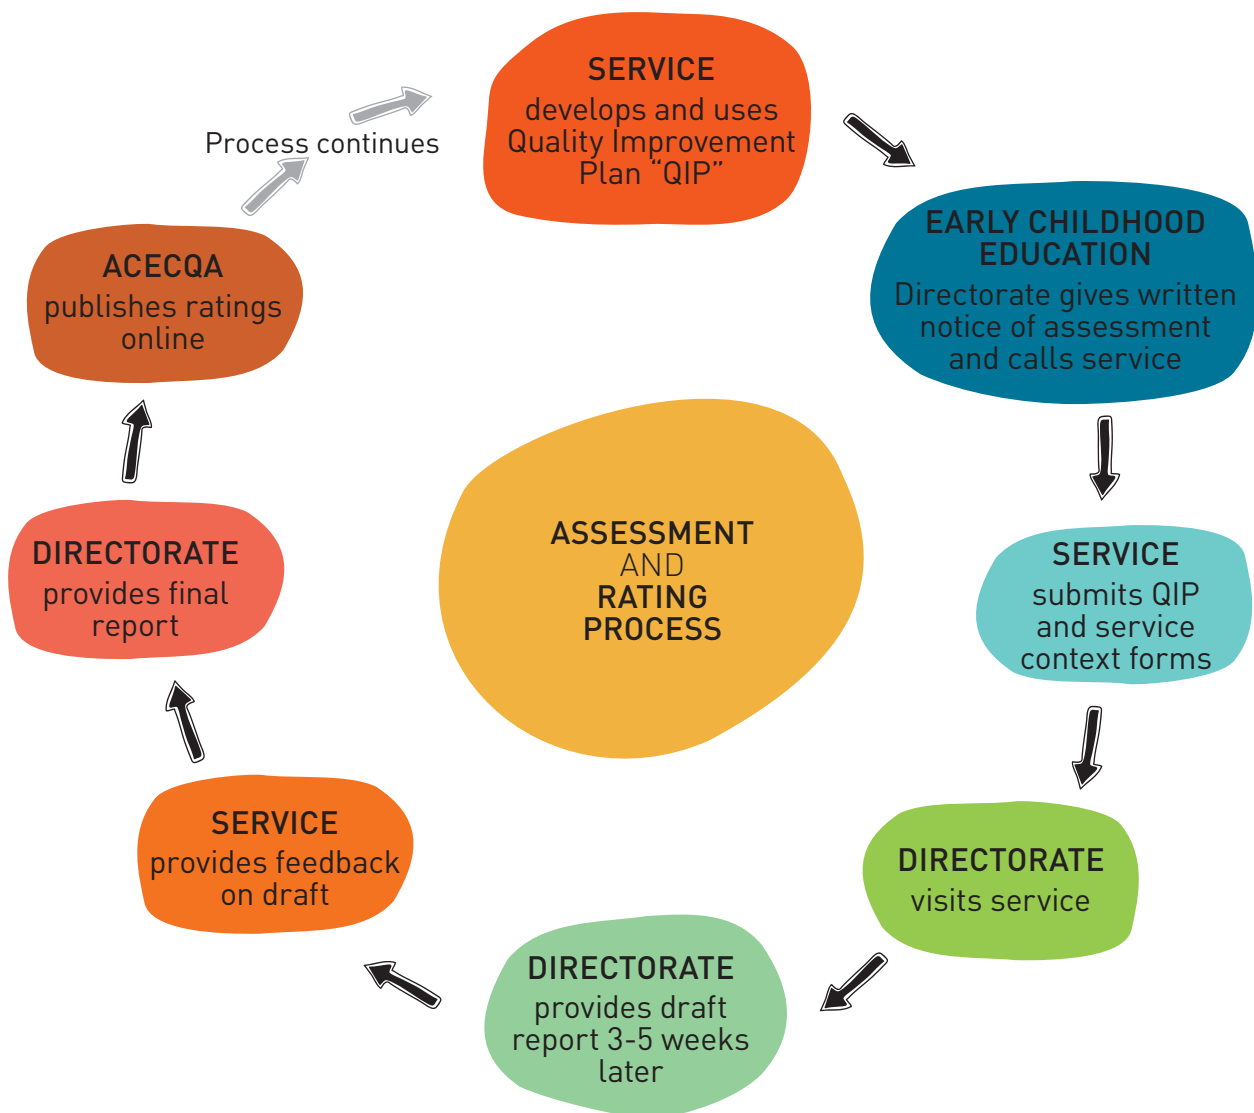 SERVICE
develops and uses
Quality Improvement
Plan “QIP”
EARLY CHILDHOOD
EDUCATION
Directorate gives written
notice of assessment
and calls service
SERVICE
submits QIP
and service
context forms
DIRECTORATE
visits service
DIRECTORATE
provides draft
report 3-5 weeks
later
SERVICE
provides feedback
on draft
DIRECTORATE
provides final
report
ACECQA
publishes ratings
online
Process continues
ASSESSMENT
AND
RATING
PROCESS